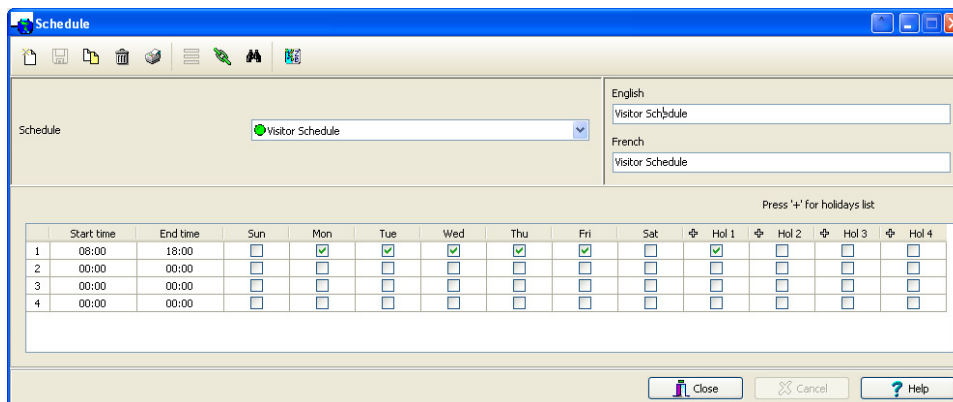 Schedule
English
Visitor Schedule
Schedule
Visitor Schedule
French
Visitor Schedule
Press '+' for holidays list
Start time End time Sun Mon Tue Wed Thu Fri Sat Hol 1 Hol 2 Hol 3 Hol 4
1 08:00 18:00
2 00:00 00:00
3 00:00 00:00
4 00:00 00:00
Close Cancel ? Help